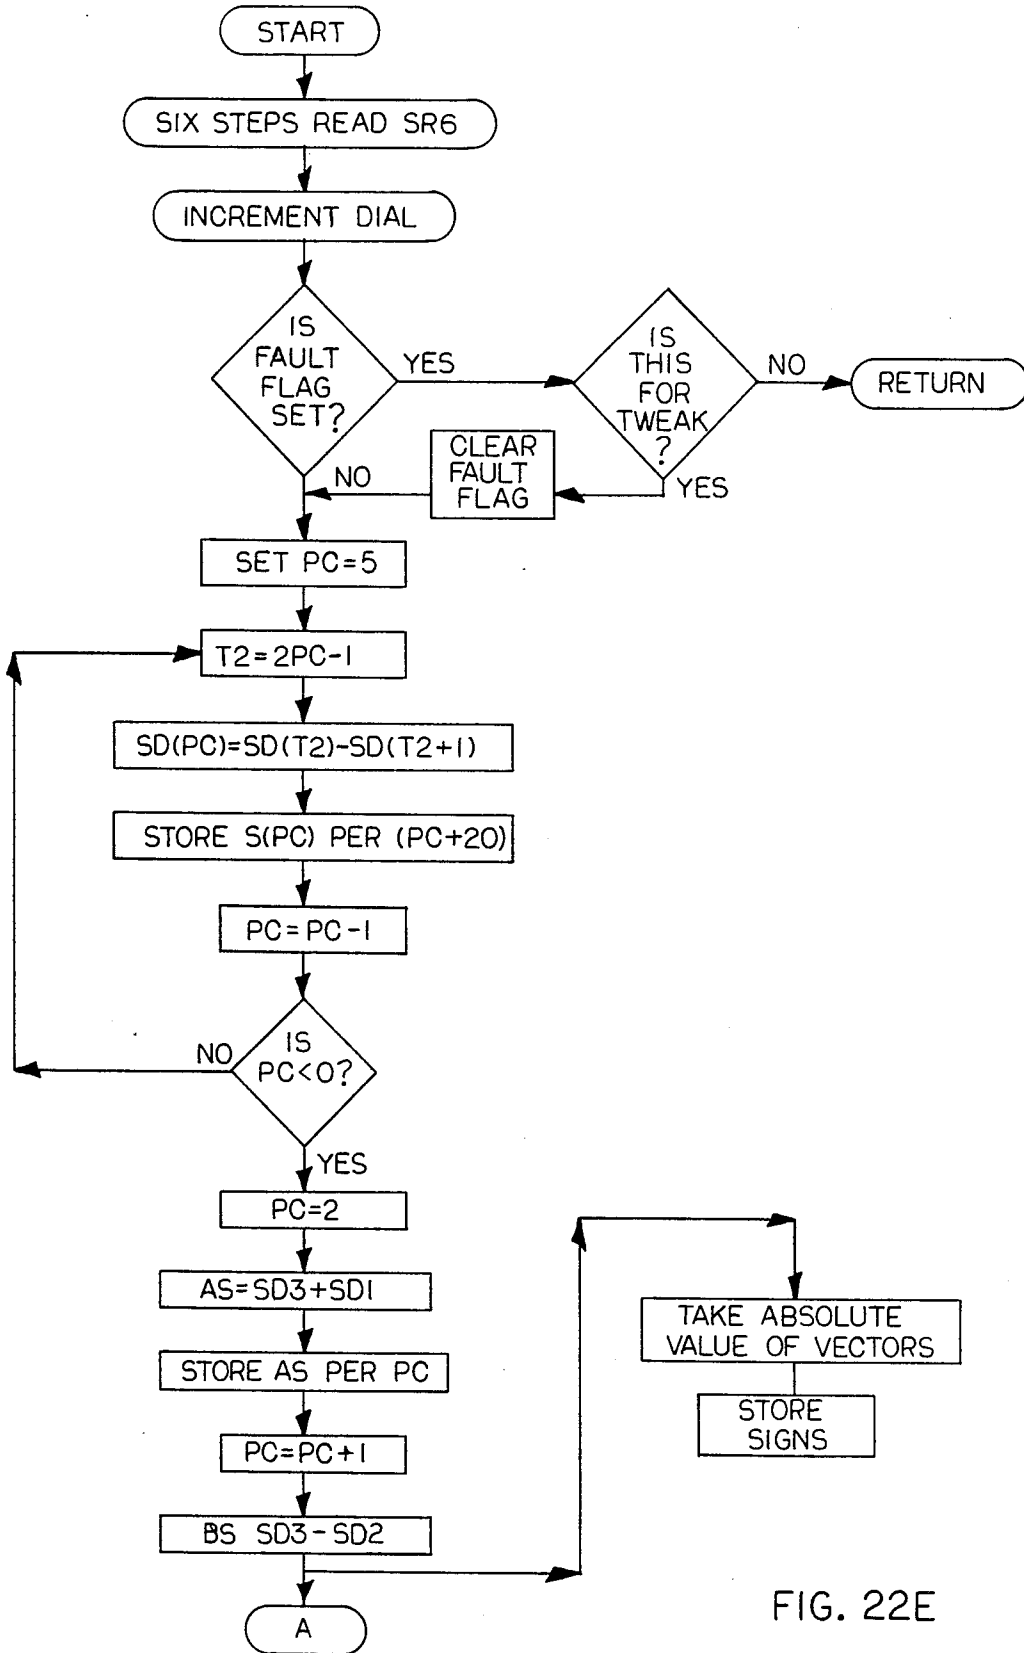 START
SIX STEPS READ SR6
INCREMENT DIAL
IS
FAULT
FLAG
SET?
YES
IS
THIS
FOR
TWEAK
?
NO
RETURN
YES
CLEAR
FAULT
FLAG
NO
SET PC=5
T2=2PC-1
SD(PC)=SD(T2)-SD(T2+1)
STORE S(PC) PER (PC+20)
PC=PC-1
IS
PC<0?
NO
YES
PC=2
AS=SD3+SD1
STORE AS PER PC
PC=PC+1
BS SD3-SD2
A
TAKE ABSOLUTE
VALUE OF VECTORS
STORE
SIGNS
FIG. 22E